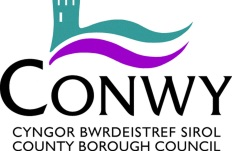 CONWY
CYNGOR BWRDEISTREF SIROL
COUNTY BOROUGH COUNCIL